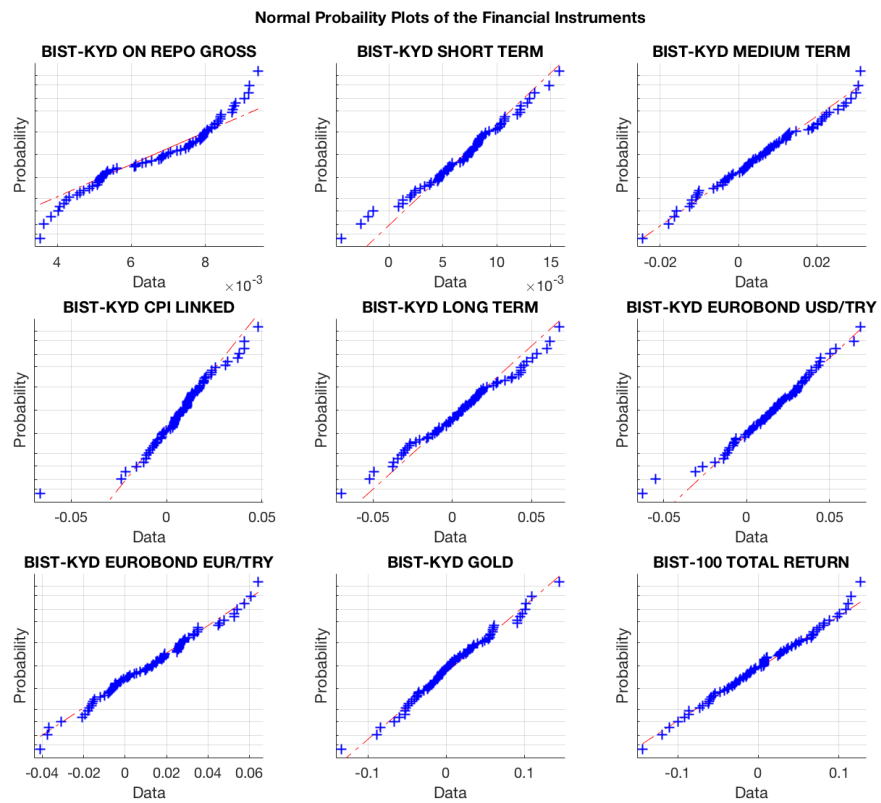 Normal Probaility Plots of the Financial Instruments
BIST-KYD ON REPO GROSS
BIST-KYD SHORT TERM
BIST-KYD MEDIUM TERM
Probability
Probability
Probability
4 6 8
0 5 10 15
-0.02 0 0.02
×10-3
×10-3
Data
Data
Data
BIST-KYD CPI LINKED
BIST-KYD LONG TERM
BIST-KYD EUROBOND USD/TRY
Probability
Probability
Probability
-0.05 0 0.05
-0.05 0 0.05
-0.05 0 0.05
Data
Data
Data
BIST-KYD EUROBOND EUR/TRY
BIST-KYD GOLD
BIST-100 TOTAL RETURN
Probability
Probability
Probability
-0.04 -0.02 0 0.02 0.04 0.06
-0.1 0 0.1
-0.1 0 0.1
Data
Data
Data